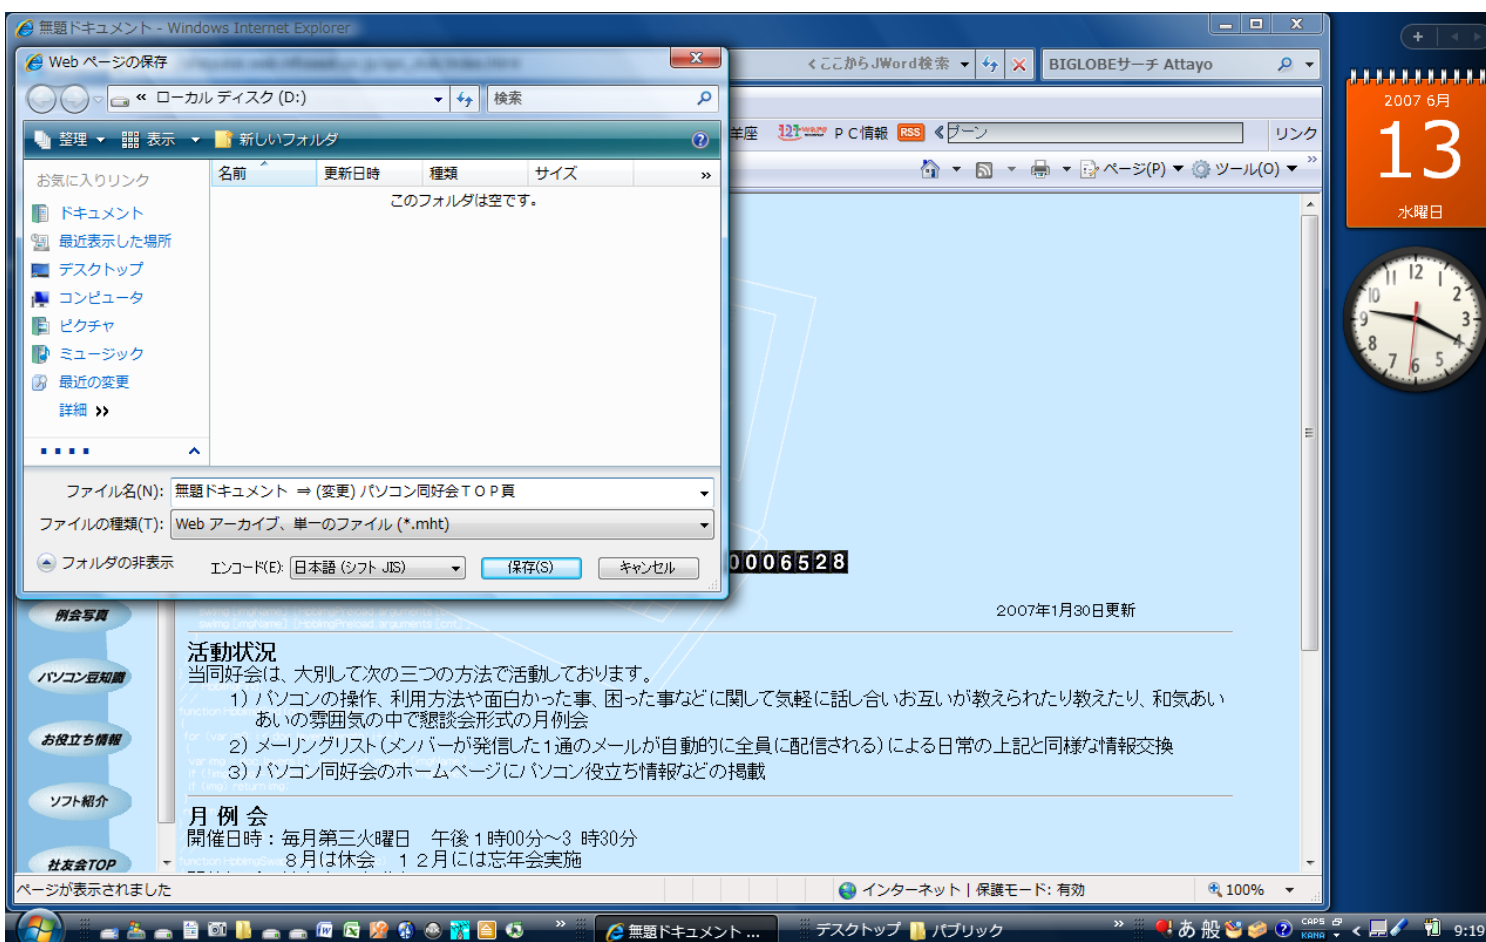 無題ドキュメント - Windows Internet Explorer
Web ページの保存
« ローカル ディスク (D:)
検索
整理 表示 新しいフォルダ
お気に入りリンク
ドキュメント
最近表示した場所
デスクトップ
コンピュータ
ピクチャ
ミュージック
最近の変更
詳細 »
名前 更新日時 種類 サイズ »
このフォルダは空です。
ファイル名(N): 無題ドキュメント ⇒ (変更) パソコン同好会TOP頁
ファイルの種類(T): Web アーカイブ、単一のファイル (*.mht)
フォルダの非表示
エンコード(E): 日本語 (シフト JIS)
保存(S) キャンセル
<ここからJWord検索
BIGLOBEサーチ Attayo
羊座 121ware PC情報 RSS 《ブーン リンク
ページ(P) ツール(O) »
0006528
2007年1月30日更新
例会写真
パソコン豆知識
お役立ち情報
ソフト紹介
社友会TOP
活動状況
当同好会は、大別して次の三つの方法で活動しております。
1) パソコンの操作、利用方法や面白かった事、困った事などに関して気軽に話し合いお互いが教えられたり教えたり、和気あい
あいの雰囲気の中で懇談会形式の月例会
2) メーリングリスト(メンバーが発信した1通のメールが自動的に全員に配信される)による日常の上記と同様な情報交換
3) パソコン同好会のホームページにパソコン役立ち情報などの掲載
月 例 会
開催日時：毎月第三火曜日 午後1時00分～3 時30分
8月は休会 12月には忘年会実施
ページが表示されました
インターネット | 保護モード: 有効
100%
2007 6月
13
水曜日
11 12 1
10 2
9 3
8 4
7 6 5
無題ドキュメント ...
デスクトップ パブリック »
あ 般
CAPS
KANA
9:19